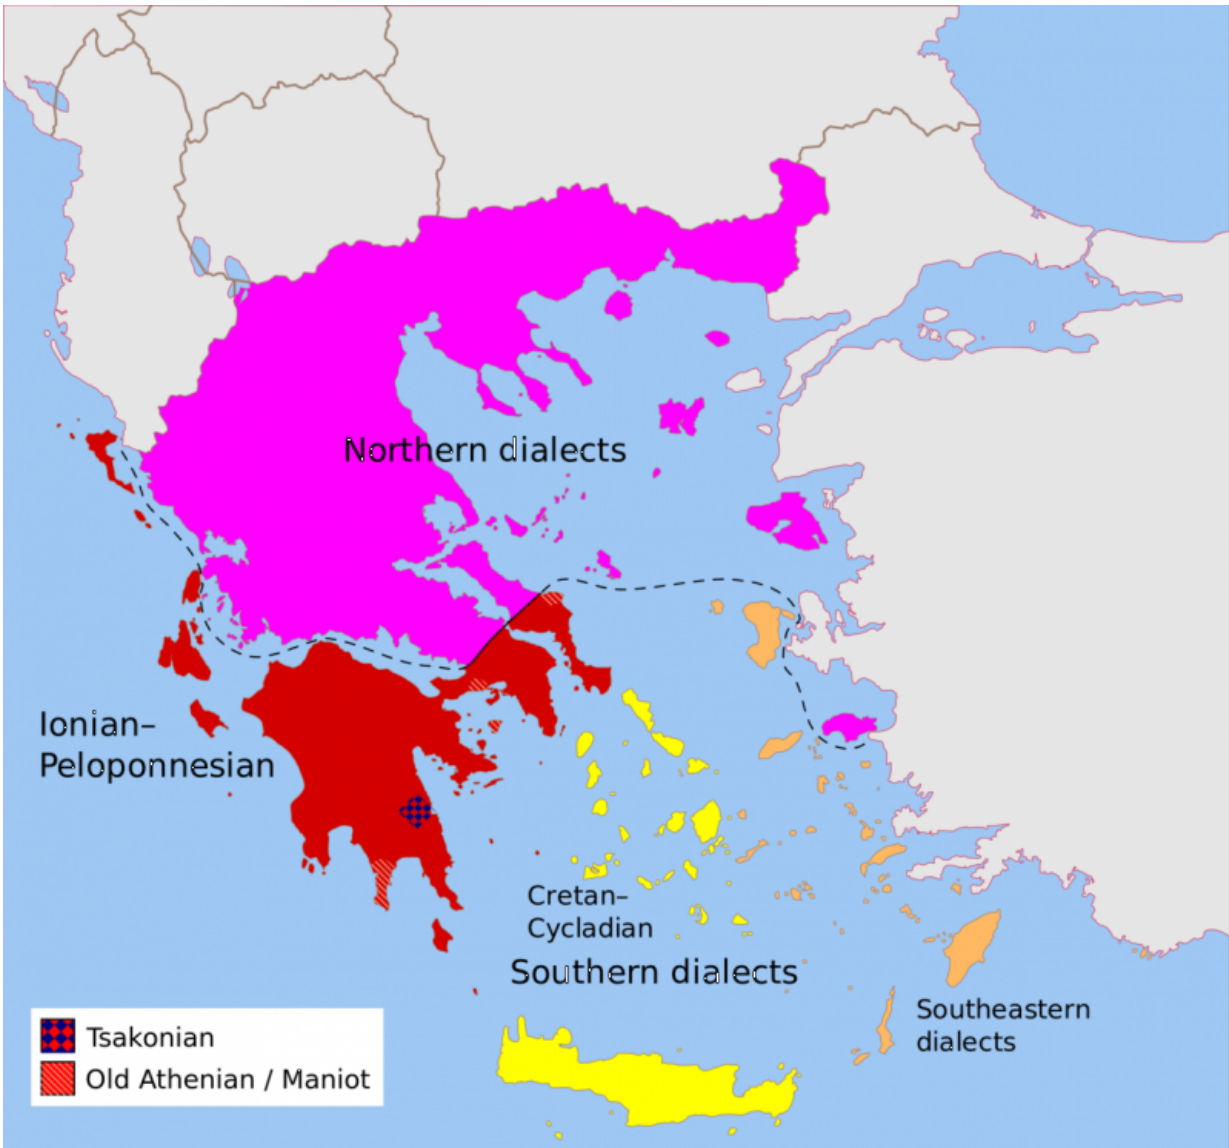 Northern dialects
Ionian–
Peloponnesian
Cretan–
Cycladian
Southern dialects
Southeastern
dialects
Tsakonian
Old Athenian / Maniot